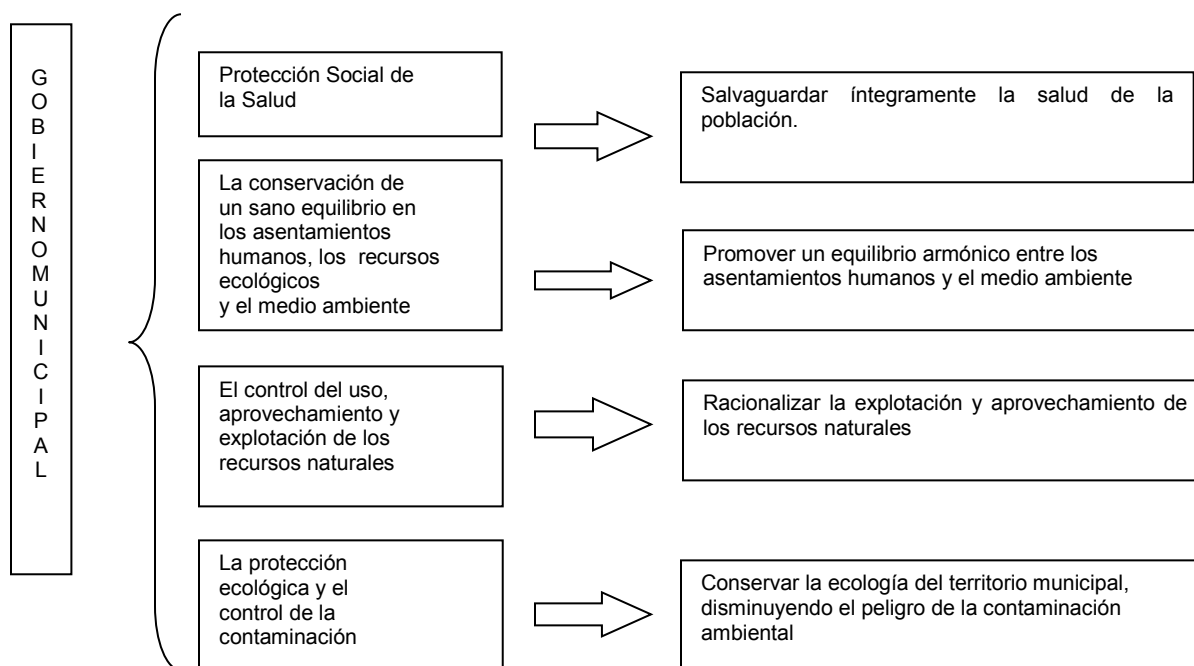 G
O
B
I
E
R
N
O
M
U
N
I
C
I
P
A
L
Protección Social de
la Salud
Salvaguardar íntegramente la salud de la
población.
La conservación de
un sano equilibrio en
los asentamientos
humanos, los recursos
ecológicos
y el medio ambiente
Promover un equilibrio armónico entre los
asentamientos humanos y el medio ambiente
El control del uso,
aprovechamiento y
explotación de los
recursos naturales
Racionalizar la explotación y aprovechamiento de
los recursos naturales
La protección
ecológica y el
control de la
contaminación
Conservar la ecología del territorio municipal,
disminuyendo el peligro de la contaminación
ambiental